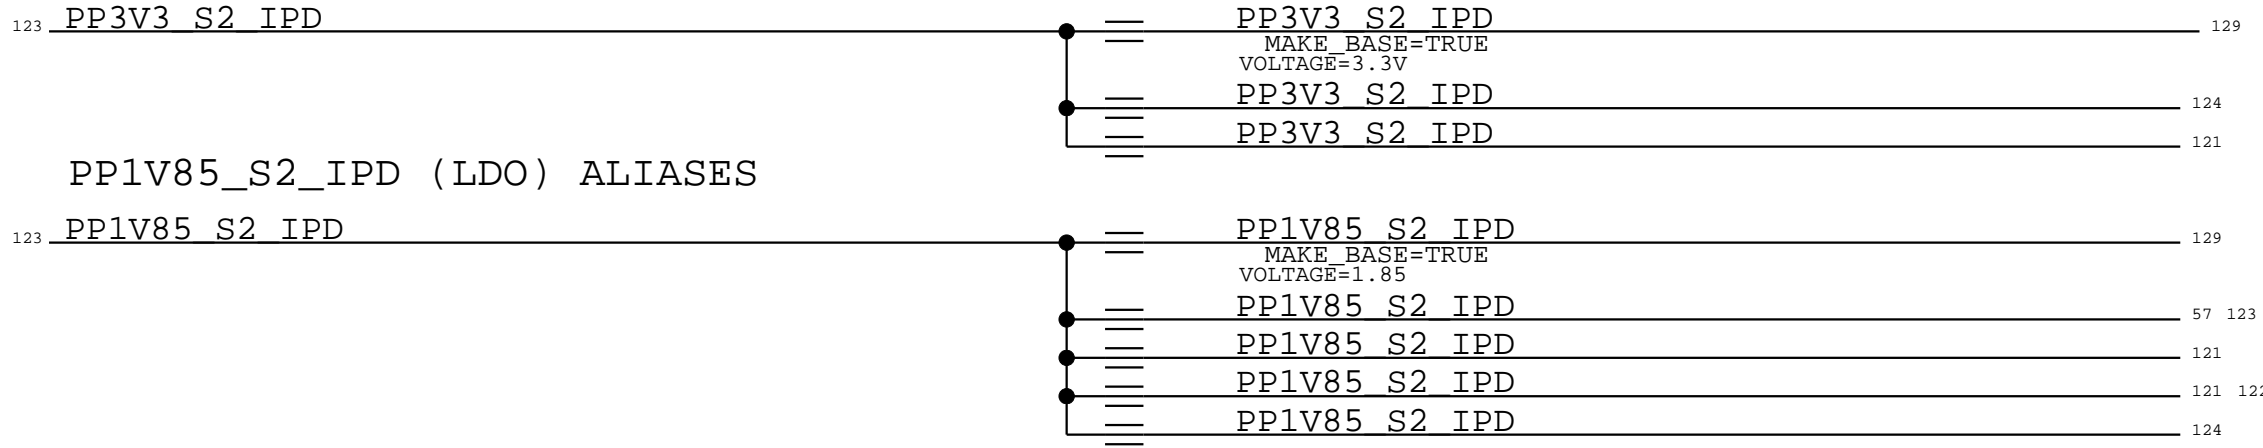 123 PP3V3_S2_IPD PP3V3_S2_IPD 129
MAKE_BASE=TRUE
VOLTAGE=3.3V
PP3V3_S2_IPD 124
PP3V3_S2_IPD 121
PP1V85_S2_IPD (LDO) ALIASES
123 PP1V85_S2_IPD PP1V85_S2_IPD 129
MAKE_BASE=TRUE
VOLTAGE=1.85
PP1V85_S2_IPD 57 123
PP1V85_S2_IPD 121
PP1V85_S2_IPD 121 122
PP1V85_S2_IPD 124